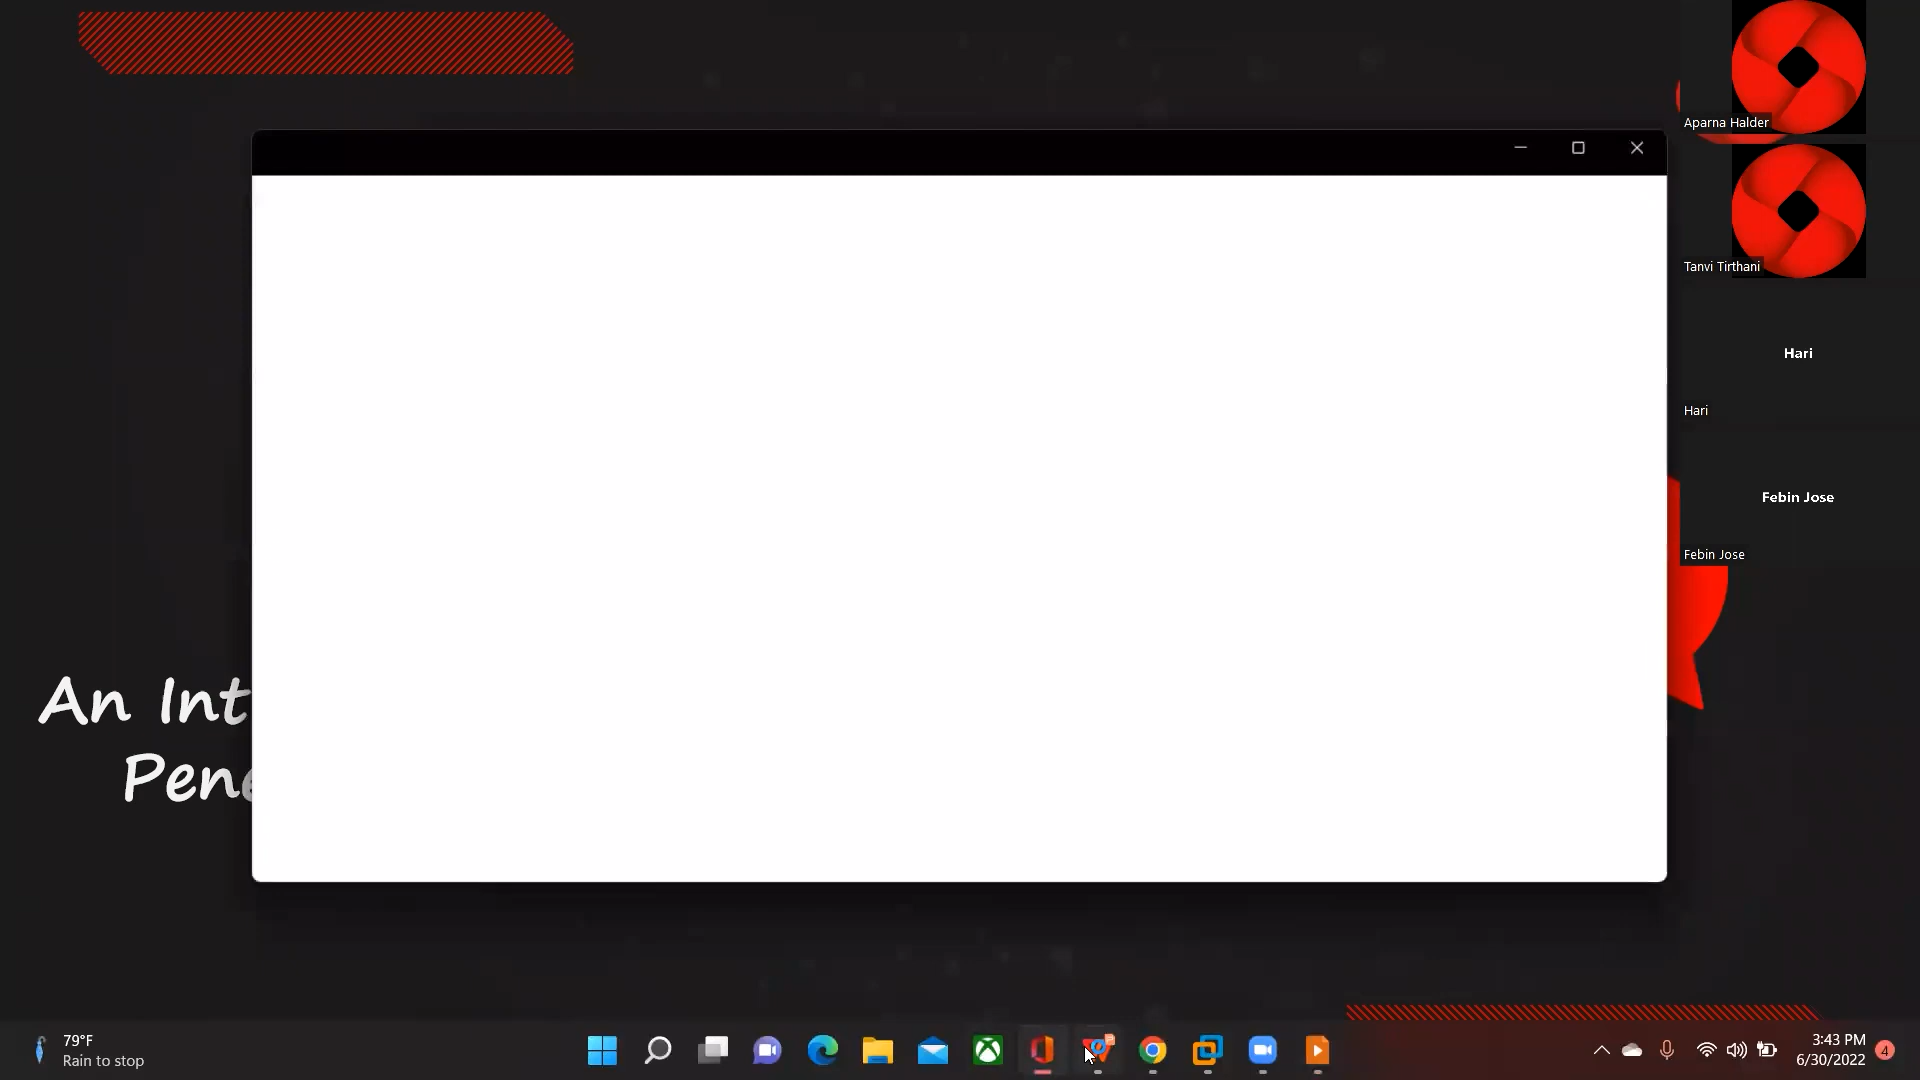 Aparna Halder
Tanvi Tirthani
Hari
Hari
Febin Jose
Febin Jose
An Int
Pene
79°F
Rain to stop
3:43 PM
6/30/2022
4